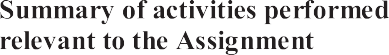 Summary of activities performed
relevant to the Assignment